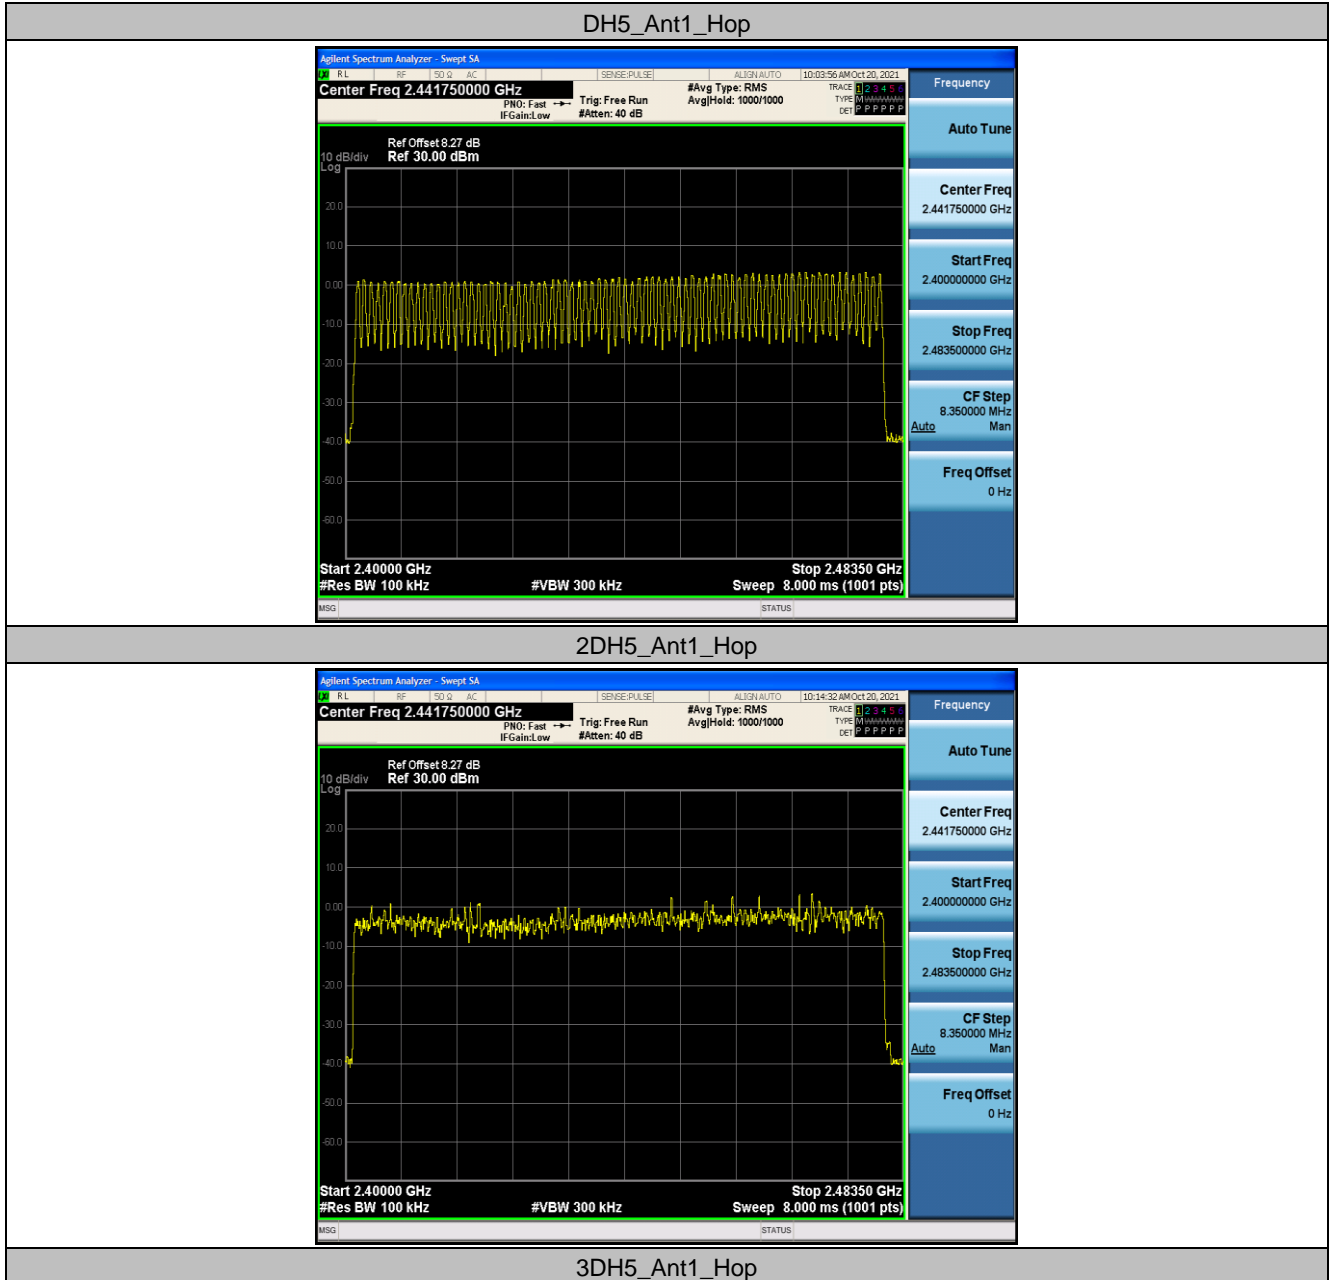 DH5_Ant1_Hop
Agilent Spectrum Analyzer - Swept SA
RL RF 50 Ω AC SENSE:PULSE ALIGN AUTO 10:03:56 AM Oct 20, 2021
Center Freq 2.441750000 GHz
PNO: Fast
IFGain:Low
Trig: Free Run
#Atten: 40 dB
#Avg Type: RMS
Avg|Hold: 1000/1000
TRACE 1 2 3 4 5 6
TYPE M
DET P P P P P P
Ref Offset 8.27 dB
10 dB/div Ref 30.00 dBm
Log
20.0
10.0
0.00
-10.0
-20.0
-30.0
-40.0
-50.0
-60.0
Start 2.40000 GHz Stop 2.48350 GHz
#Res BW 100 kHz #VBW 300 kHz Sweep 8.000 ms (1001 pts)
MSG STATUS
Frequency
Auto Tune
Center Freq
2.441750000 GHz
Start Freq
2.400000000 GHz
Stop Freq
2.483500000 GHz
CF Step
8.350000 MHz
Auto Man
Freq Offset
0 Hz
2DH5_Ant1_Hop
Agilent Spectrum Analyzer - Swept SA
RL RF 50 Ω AC SENSE:PULSE ALIGN AUTO 10:14:32 AM Oct 20, 2021
Center Freq 2.441750000 GHz
PNO: Fast
IFGain:Low
Trig: Free Run
#Atten: 40 dB
#Avg Type: RMS
Avg|Hold: 1000/1000
TRACE 1 2 3 4 5 6
TYPE M
DET P P P P P P
Ref Offset 8.27 dB
10 dB/div Ref 30.00 dBm
Log
20.0
10.0
0.00
-10.0
-20.0
-30.0
-40.0
-50.0
-60.0
Start 2.40000 GHz Stop 2.48350 GHz
#Res BW 100 kHz #VBW 300 kHz Sweep 8.000 ms (1001 pts)
MSG STATUS
Frequency
Auto Tune
Center Freq
2.441750000 GHz
Start Freq
2.400000000 GHz
Stop Freq
2.483500000 GHz
CF Step
8.350000 MHz
Auto Man
Freq Offset
0 Hz
3DH5_Ant1_Hop